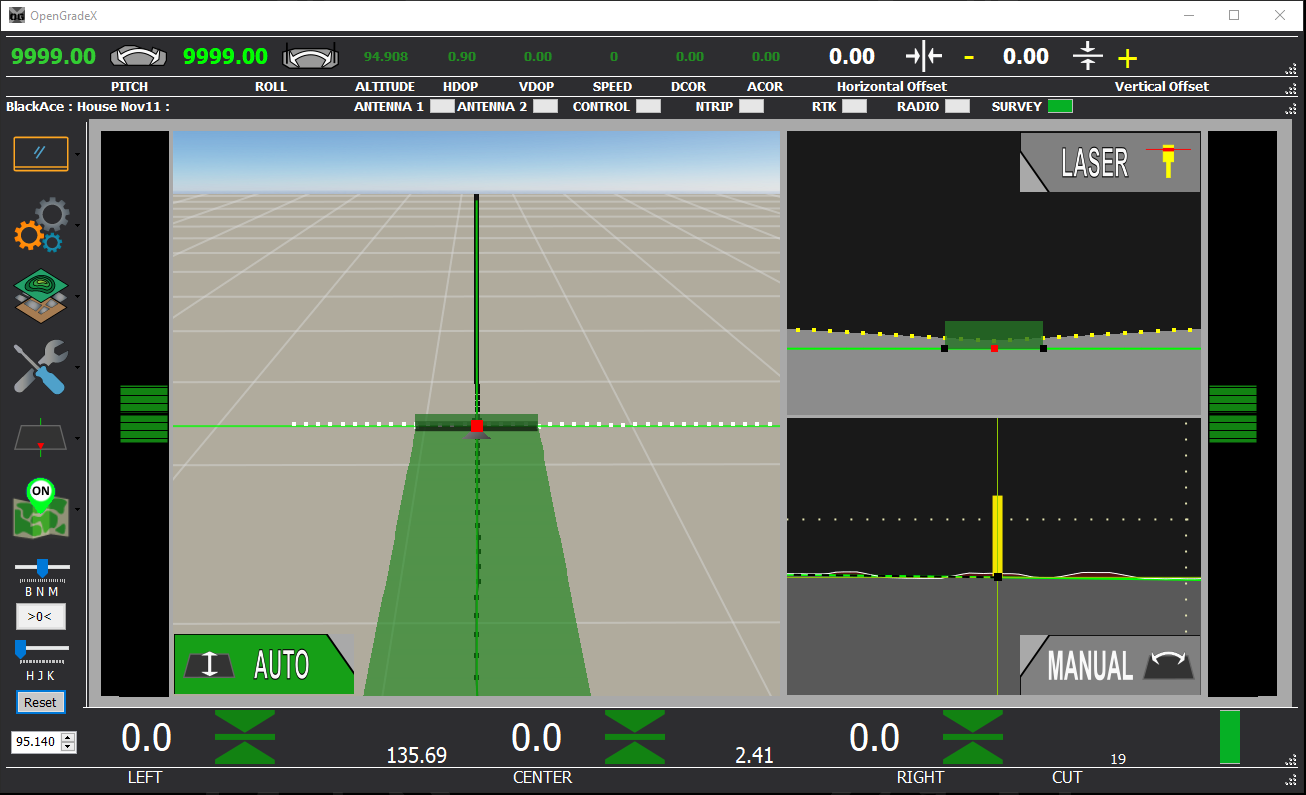 OpenGradeX
9999.00 9999.00 94.908 0.90 0.00 0 0.00 0.00 0.00 - 0.00 +
PITCH ROLL ALTITUDE HDOP VDOP SPEED DCOR ACOR Horizontal Offset Vertical Offset
BlackAce : House Nov11 : ANTENNA 1 ANTENNA 2 CONTROL NTRIP RTK RADIO SURVEY
LASER
ON
B N M
>0<
H J K
AUTO
MANUAL
Reset
95.140
0.0 135.69 0.0 2.41 0.0 19
LEFT CENTER RIGHT CUT